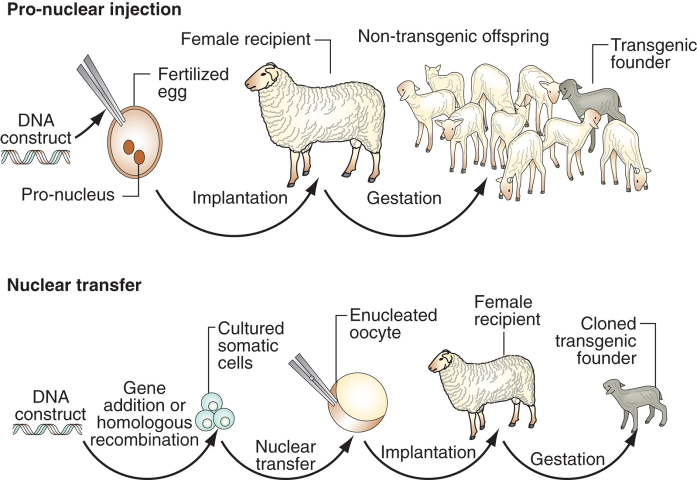 Pro-nuclear injection
Female recipient
Non-transgenic offspring
Transgenic
founder
Fertilized
egg
DNA
construct
Pro-nucleus
Implantation
Gestation
Nuclear transfer
Cultured
somatic
cells
Enucleated
oocyte
Female
recipient
Cloned
transgenic
founder
DNA
construct
Gene
addition or
homologous
recombination
Nuclear
transfer
Implantation
Gestation